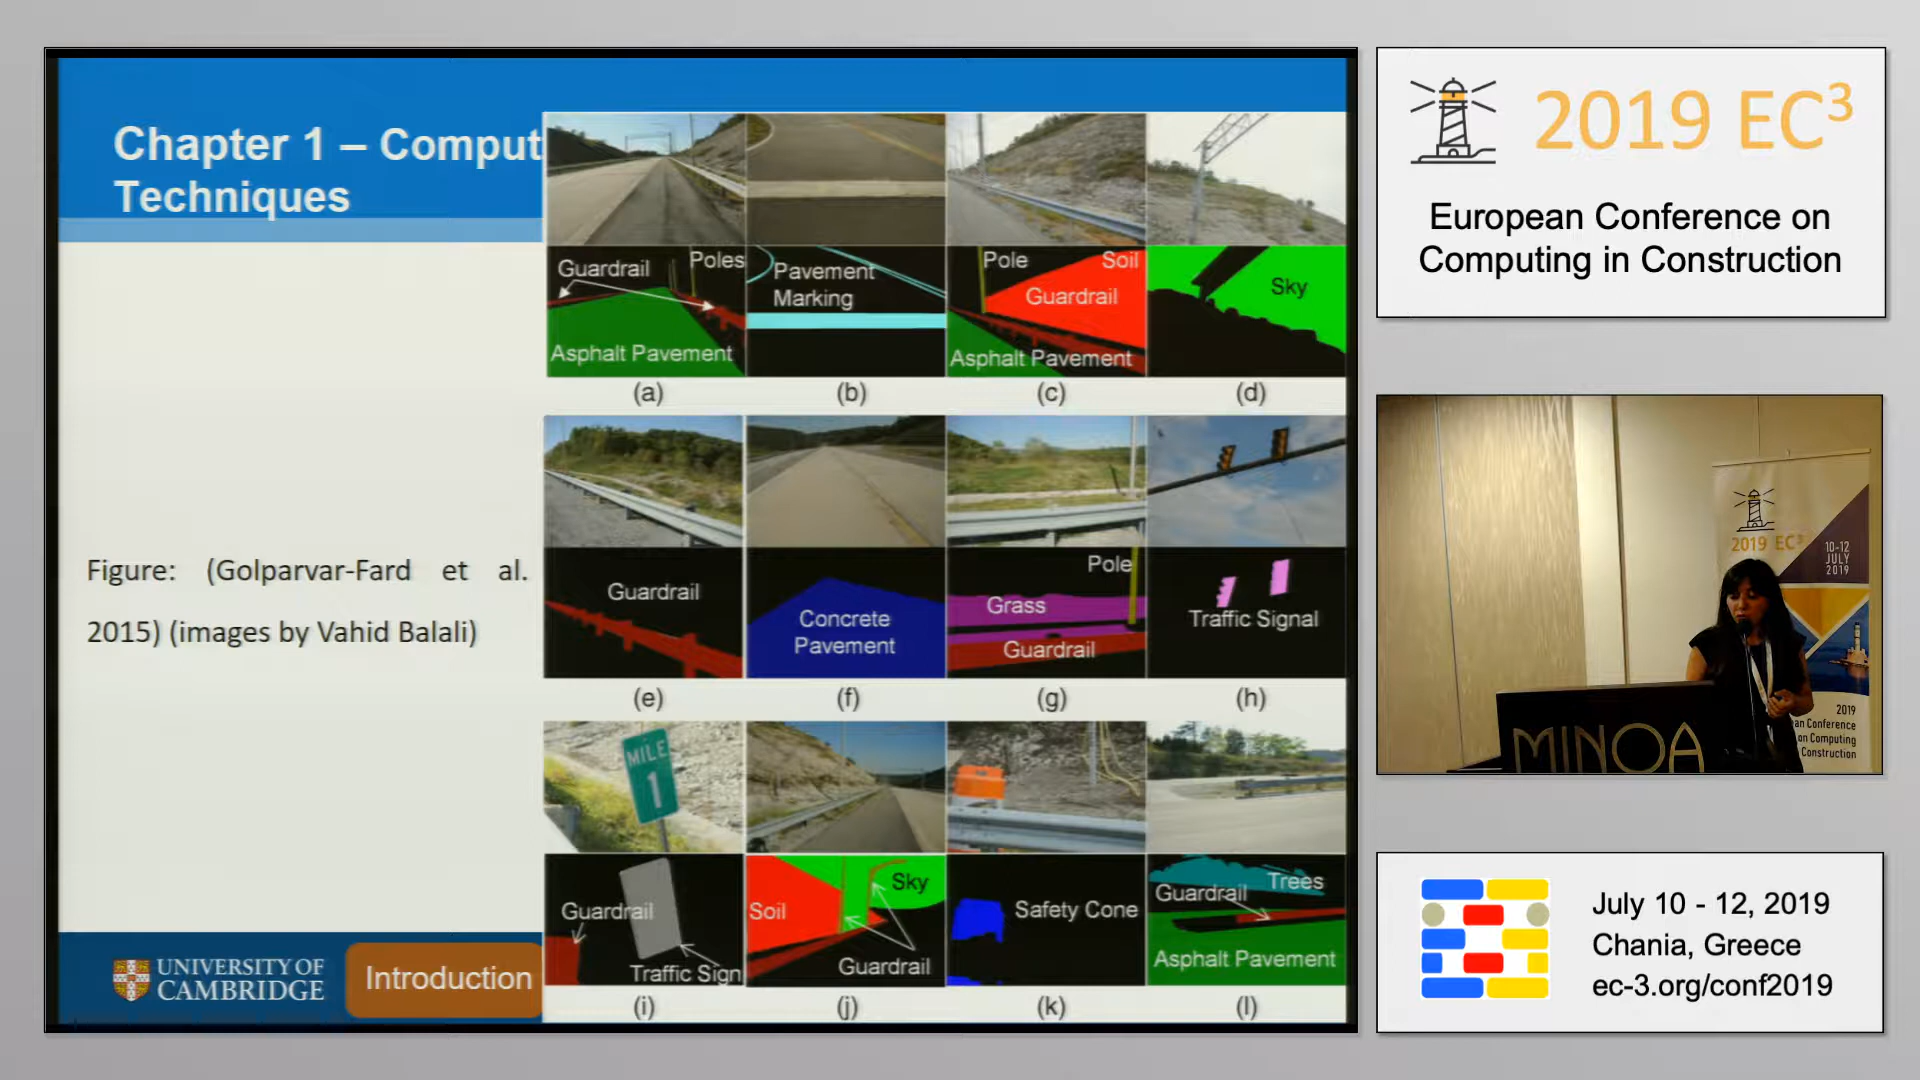 Chapter 1 – Comput
Techniques
Figure: (Golparvar-Fard et al.
2015) (images by Vahid Balali)
Guardrail
Poles
Asphalt Pavement
Pavement
Marking
Pole
Soil
Guardrail
Asphalt Pavement
Sky
(a)
(b)
(c)
(d)
Guardrail
Concrete
Pavement
Pole
Grass
Guardrail
Traffic Signal
(e)
(f)
(g)
(h)
MILE
1
Guardrail
Traffic Sign
Soil
Sky
Guardrail
Safety Cone
Guardrail
Trees
Asphalt Pavement
(i)
(j)
(k)
(l)
UNIVERSITY OF
CAMBRIDGE
Introduction
2019 EC³
European Conference on
Computing in Construction
2019 EC³
10-12
JULY
2019
MINOA
2019
an Conference
on Computing
Construction
July 10 - 12, 2019
Chania, Greece
ec-3.org/conf2019